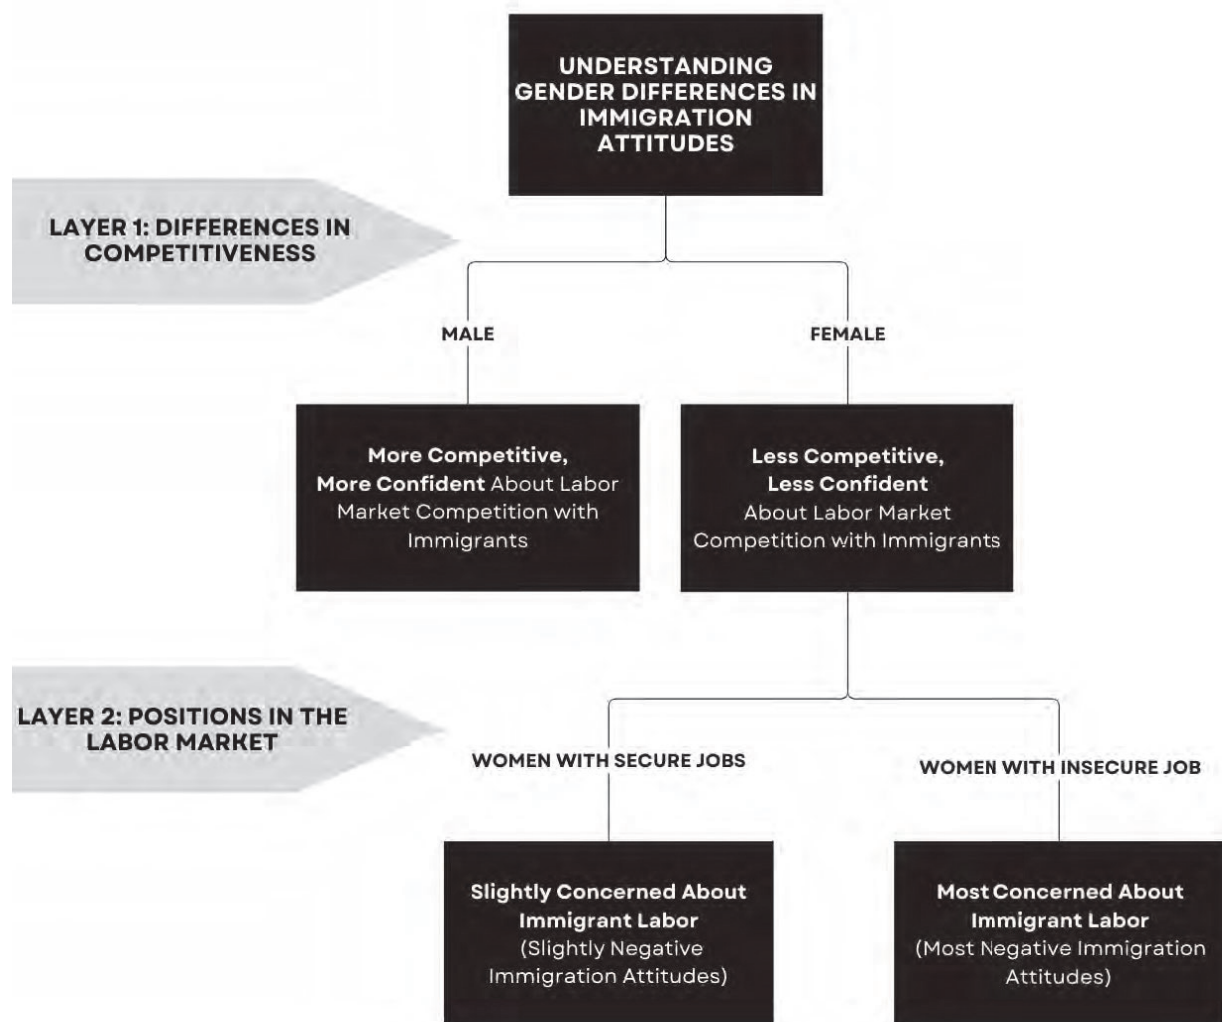 UNDERSTANDING
GENDER DIFFERENCES IN
IMMIGRATION
ATTITUDES
LAYER 1: DIFFERENCES IN
COMPETITIVENESS
MALE
FEMALE
More Competitive,
More Confident About Labor
Market Competition with
Immigrants
Less Competitive,
Less Confident
About Labor Market
Competition with Immigrants
LAYER 2: POSITIONS IN THE
LABOR MARKET
WOMEN WITH SECURE JOBS
WOMEN WITH INSECURE JOB
Slightly Concerned About
Immigrant Labor
(Slightly Negative
Immigration Attitudes)
Most Concerned About
Immigrant Labor
(Most Negative Immigration
Attitudes)